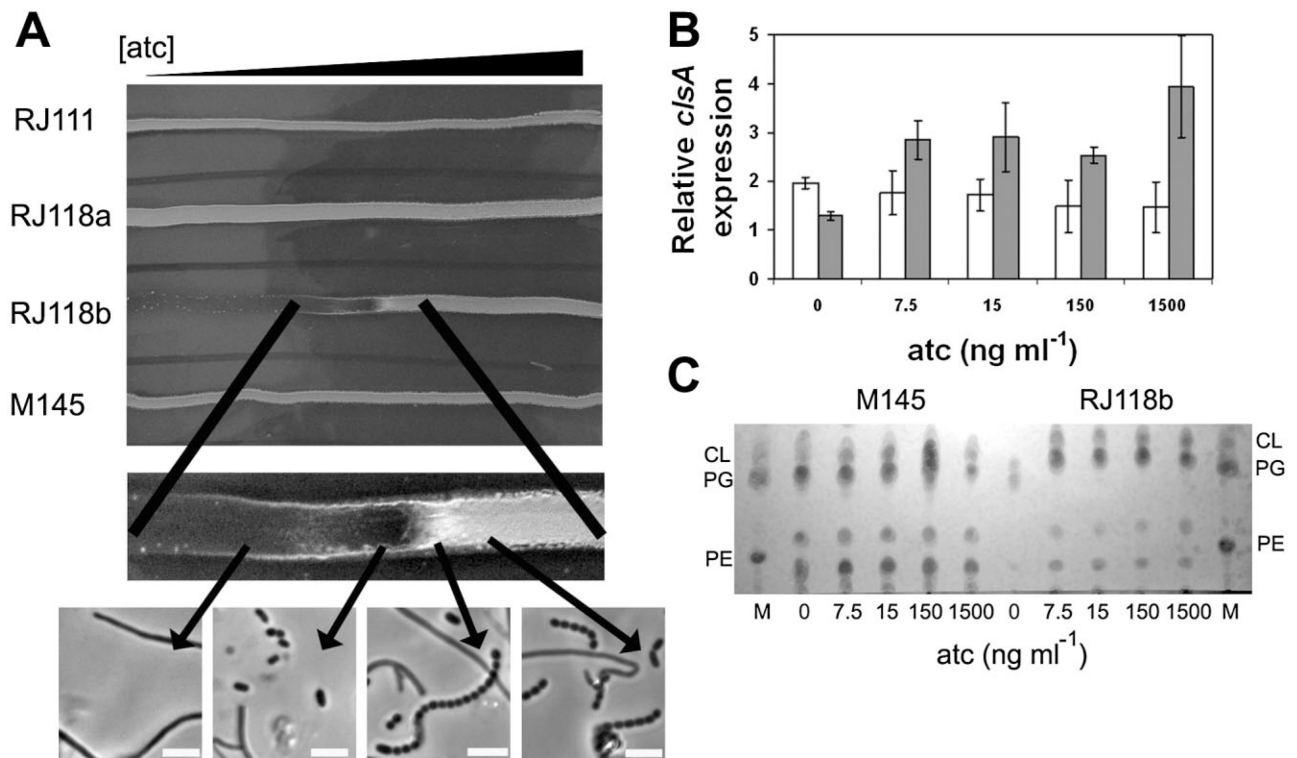 A
[atc]
RJ111
RJ118a
RJ118b
M145
B
Relative clsA
expression
5
4
3
2
1
0
0 7.5 15 150 1500
atc (ng ml⁻¹)
C
M145 RJ118b
CL CL
PG PG
PE PE
M 0 7.5 15 150 1500 0 7.5 15 150 1500 M
atc (ng ml⁻¹)